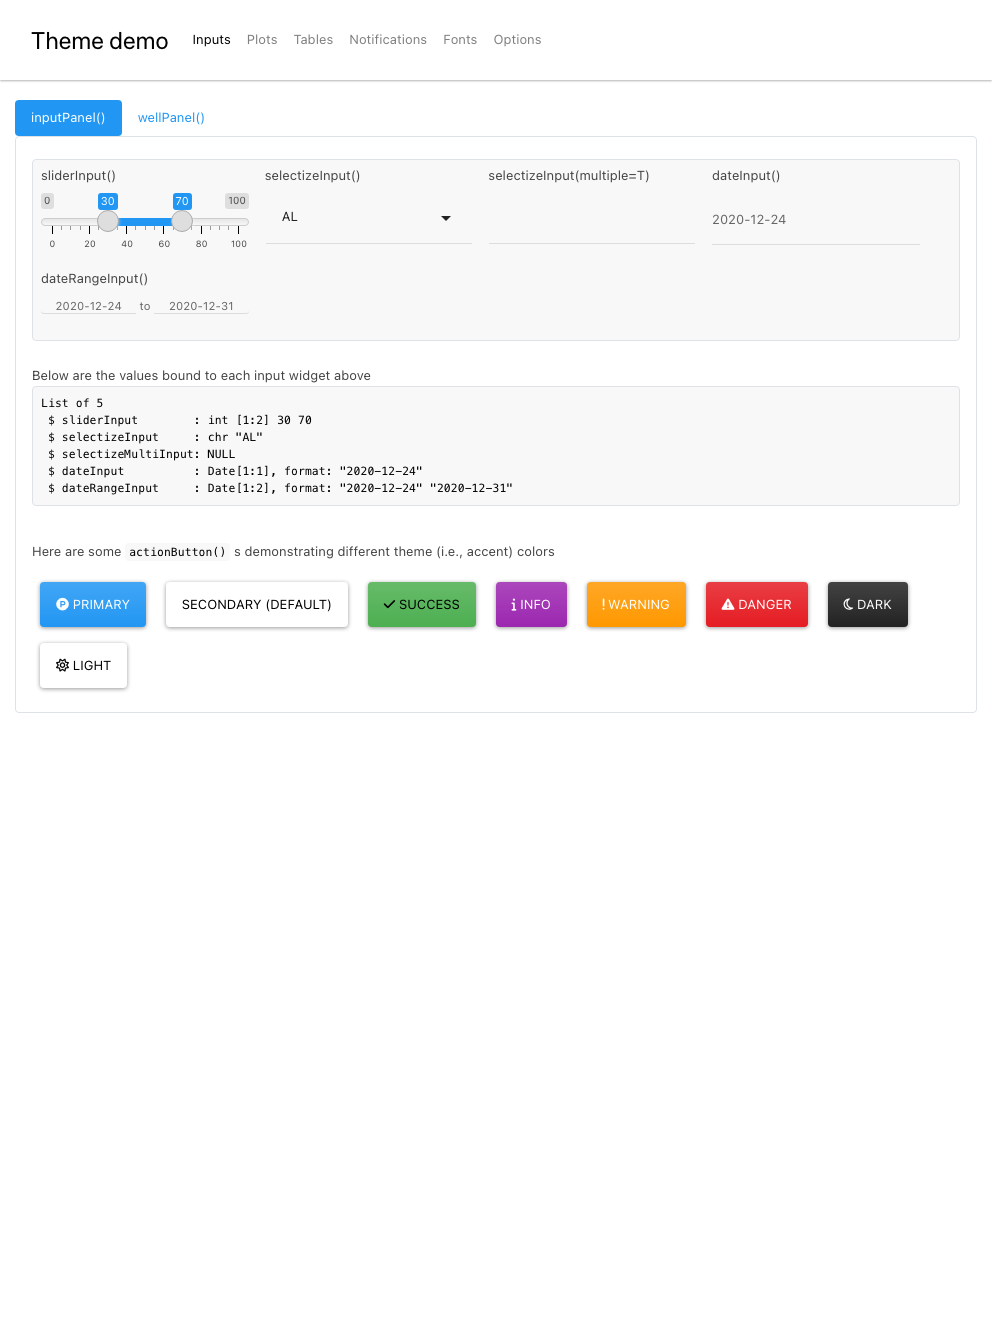 Theme demo Inputs Plots Tables Notifications Fonts Options
inputPanel() wellPanel()
sliderInput() selectizeInput() selectizeInput(multiple=T) dateInput()
0 30 70 100
AL
2020-12-24
0 20 40 60 80 100
dateRangeInput()
2020-12-24 to 2020-12-31
Below are the values bound to each input widget above
List of 5
 $ sliderInput        : int [1:2] 30 70
 $ selectizeInput     : chr "AL"
 $ selectizeMultiInput: NULL
 $ dateInput          : Date[1:1], format: "2020-12-24"
 $ dateRangeInput     : Date[1:2], format: "2020-12-24" "2020-12-31"
Here are some actionButton() s demonstrating different theme (i.e., accent) colors
PRIMARY SECONDARY (DEFAULT) SUCCESS INFO WARNING DANGER DARK
LIGHT